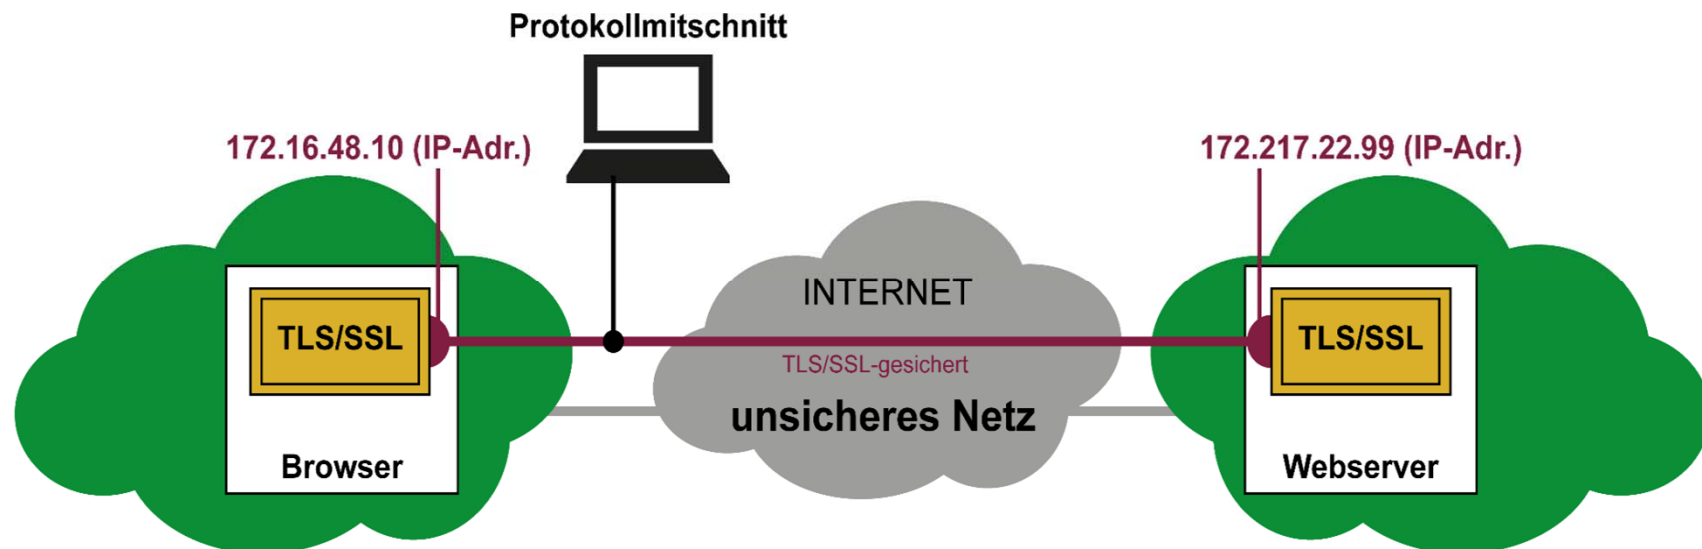 Protokollmitschnitt
172.16.48.10 (IP-Adr.)
172.217.22.99 (IP-Adr.)
INTERNET
TLS/SSL
TLS/SSL
TLS/SSL-gesichert
unsicheres Netz
Browser
Webserver